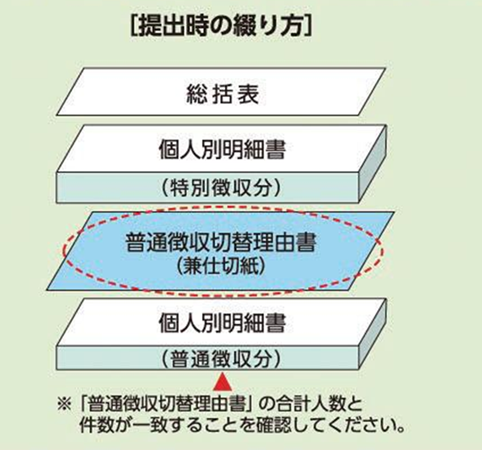 ［提出時の綴り方］
総括表
個人別明細書
（特別徴収分）
普通徴収切替理由書
（兼仕切紙）
個人別明細書
（普通徴収分）
※「普通徴収切替理由書」の合計人数と
件数が一致することを確認してください。